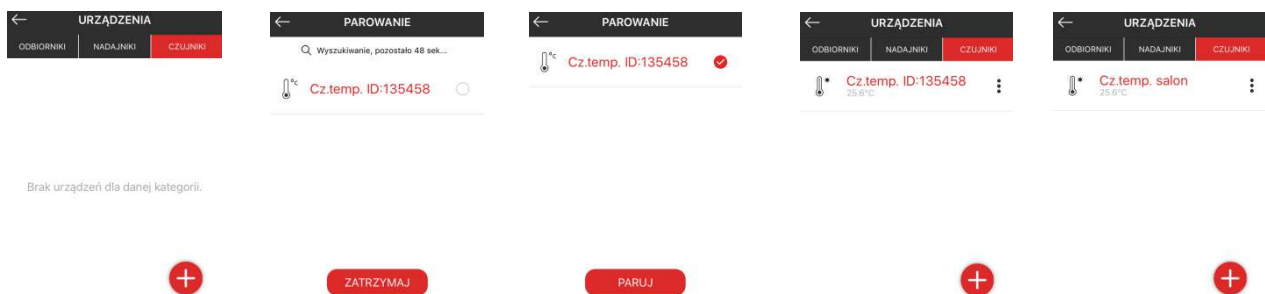 URZĄDZENIA
ODBIORNIKI NADAJNIKI CZUJNIKI
Brak urządzeń dla danej kategorii.
PAROWANIE
Wyszukiwanie, pozostało 48 sek...
Cz.temp. ID:135458
ZATRZYMAJ
PAROWANIE
Cz.temp. ID:135458
PARUJ
URZĄDZENIA
ODBIORNIKI NADAJNIKI CZUJNIKI
Cz.temp. ID:135458
25.6°C
URZĄDZENIA
ODBIORNIKI NADAJNIKI CZUJNIKI
Cz.temp. salon
25.6°C